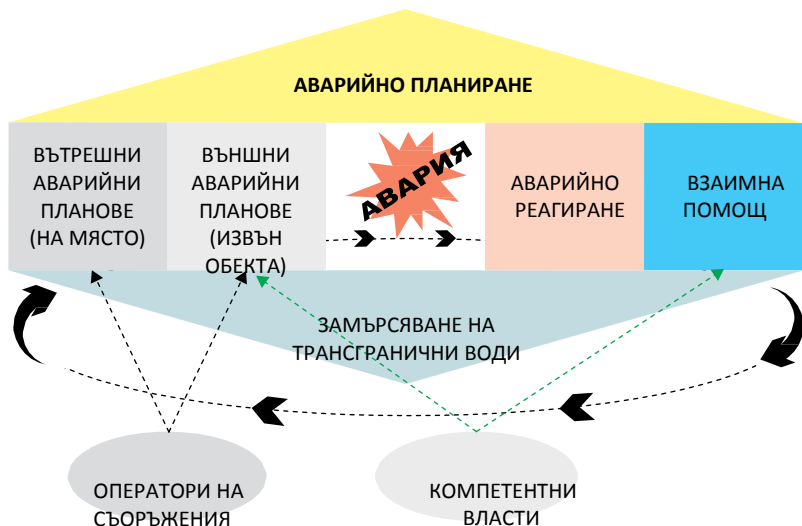 АВАРИЙНО ПЛАНИРАНЕ
ВЪТРЕШНИ
АВАРИЙНИ
ПЛАНОВЕ
(НА МЯСТО)
ВЪНШНИ
АВАРИЙНИ
ПЛАНОВЕ
(ИЗВЪН
ОБЕКТА)
АВАРИЯ
АВАРИЙНО
РЕАГИРАНЕ
ВЗАИМНА
ПОМОЩ
ЗАМЪРСЯВАНЕ НА
ТРАНСГРАНИЧНИ ВОДИ
ОПЕРАТОРИ НА
СЪОРЪЖЕНИЯ
КОМПЕТЕНТНИ
ВЛАСТИ